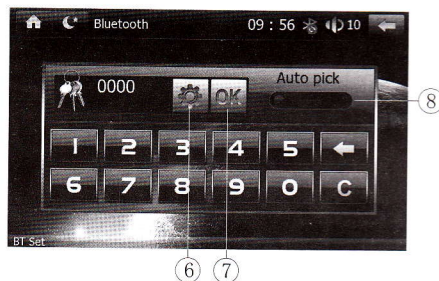 Bluetooth 09 : 56 10
0000 OK Auto pick
⑧
1 2 3 4 5
6 7 8 9 0 C
BT Set
⑥ ⑦